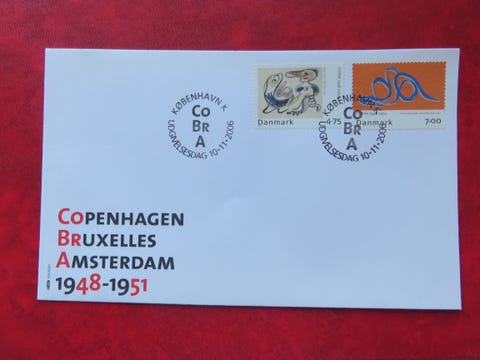 KØBENHAVN K
Co
BR
A
UDGIVELSESDAG 10-11-2006
Danmark 4.75
Danmark 7.00
KØBENHAVN K
Co
BR
A
UDGIVELSESDAG 10-11-2006
COPENHAGEN
BRUXELLES
AMSTERDAM
1948-1951